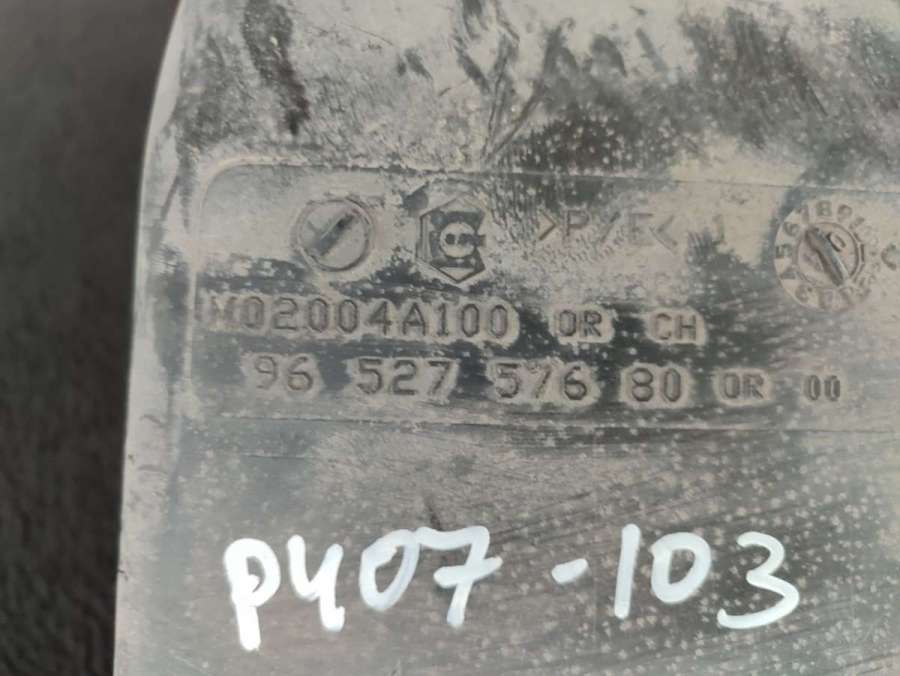 >P/E<
M02004A100 OR CH
96 527 576 80 OR 00
P407-103